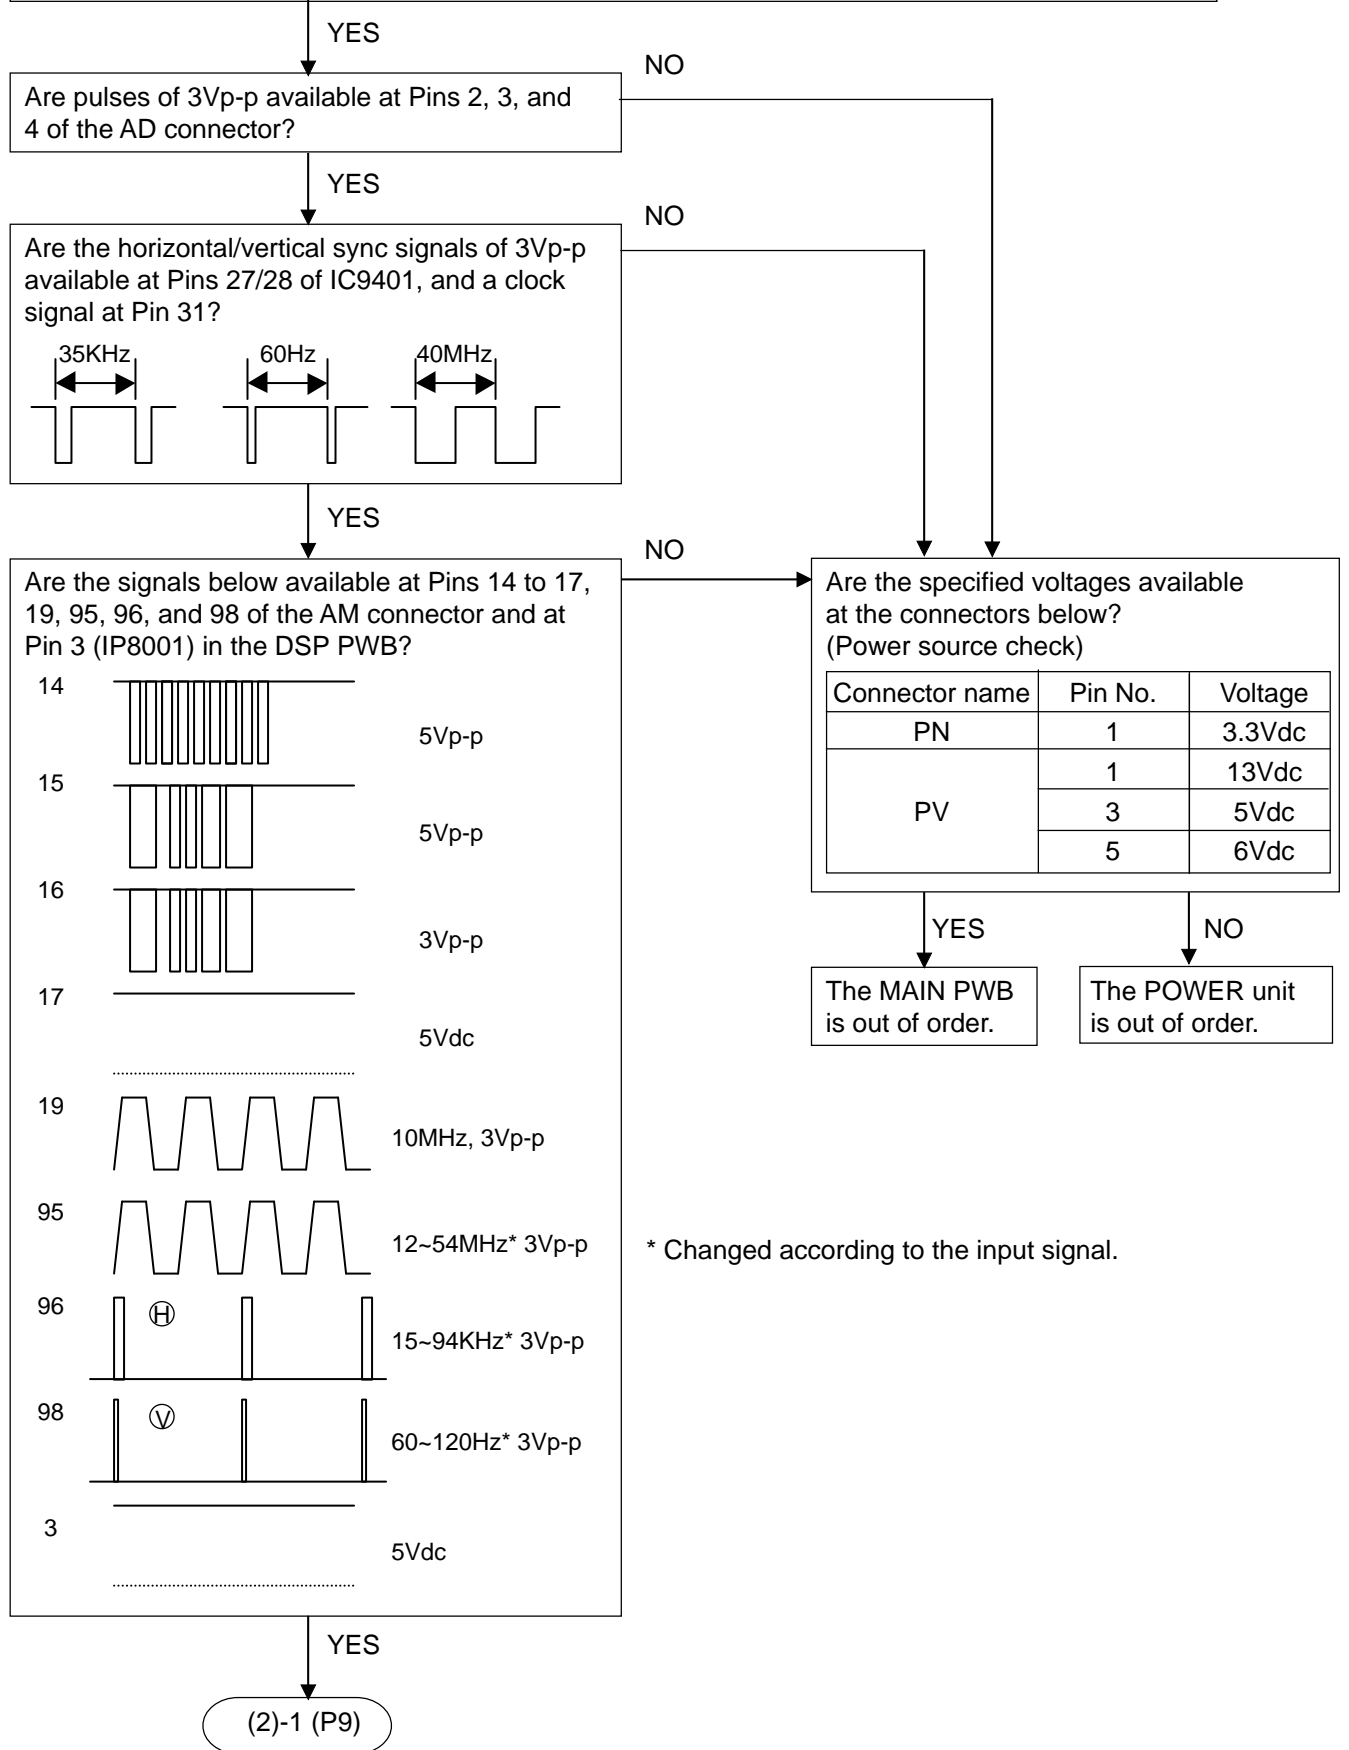 YES
NO
Are pulses of 3Vp-p available at Pins 2, 3, and
4 of the AD connector?
YES
NO
Are the horizontal/vertical sync signals of 3Vp-p
available at Pins 27/28 of IC9401, and a clock
signal at Pin 31?
35KHz 60Hz 40MHz
YES
NO
Are the signals below available at Pins 14 to 17,
19, 95, 96, and 98 of the AM connector and at
Pin 3 (IP8001) in the DSP PWB?
14
5Vp-p
15
5Vp-p
16
3Vp-p
17
5Vdc
19
10MHz, 3Vp-p
95
12~54MHz* 3Vp-p
96
H
15~94KHz* 3Vp-p
98
V
60~120Hz* 3Vp-p
3
5Vdc
YES
(2)-1 (P9)
Are the specified voltages available
at the connectors below?
(Power source check)
Connector name Pin No. Voltage
PN 1 3.3Vdc
1 13Vdc
PV 3 5Vdc
5 6Vdc
YES
NO
The MAIN PWB
is out of order.
The POWER unit
is out of order.
* Changed according to the input signal.